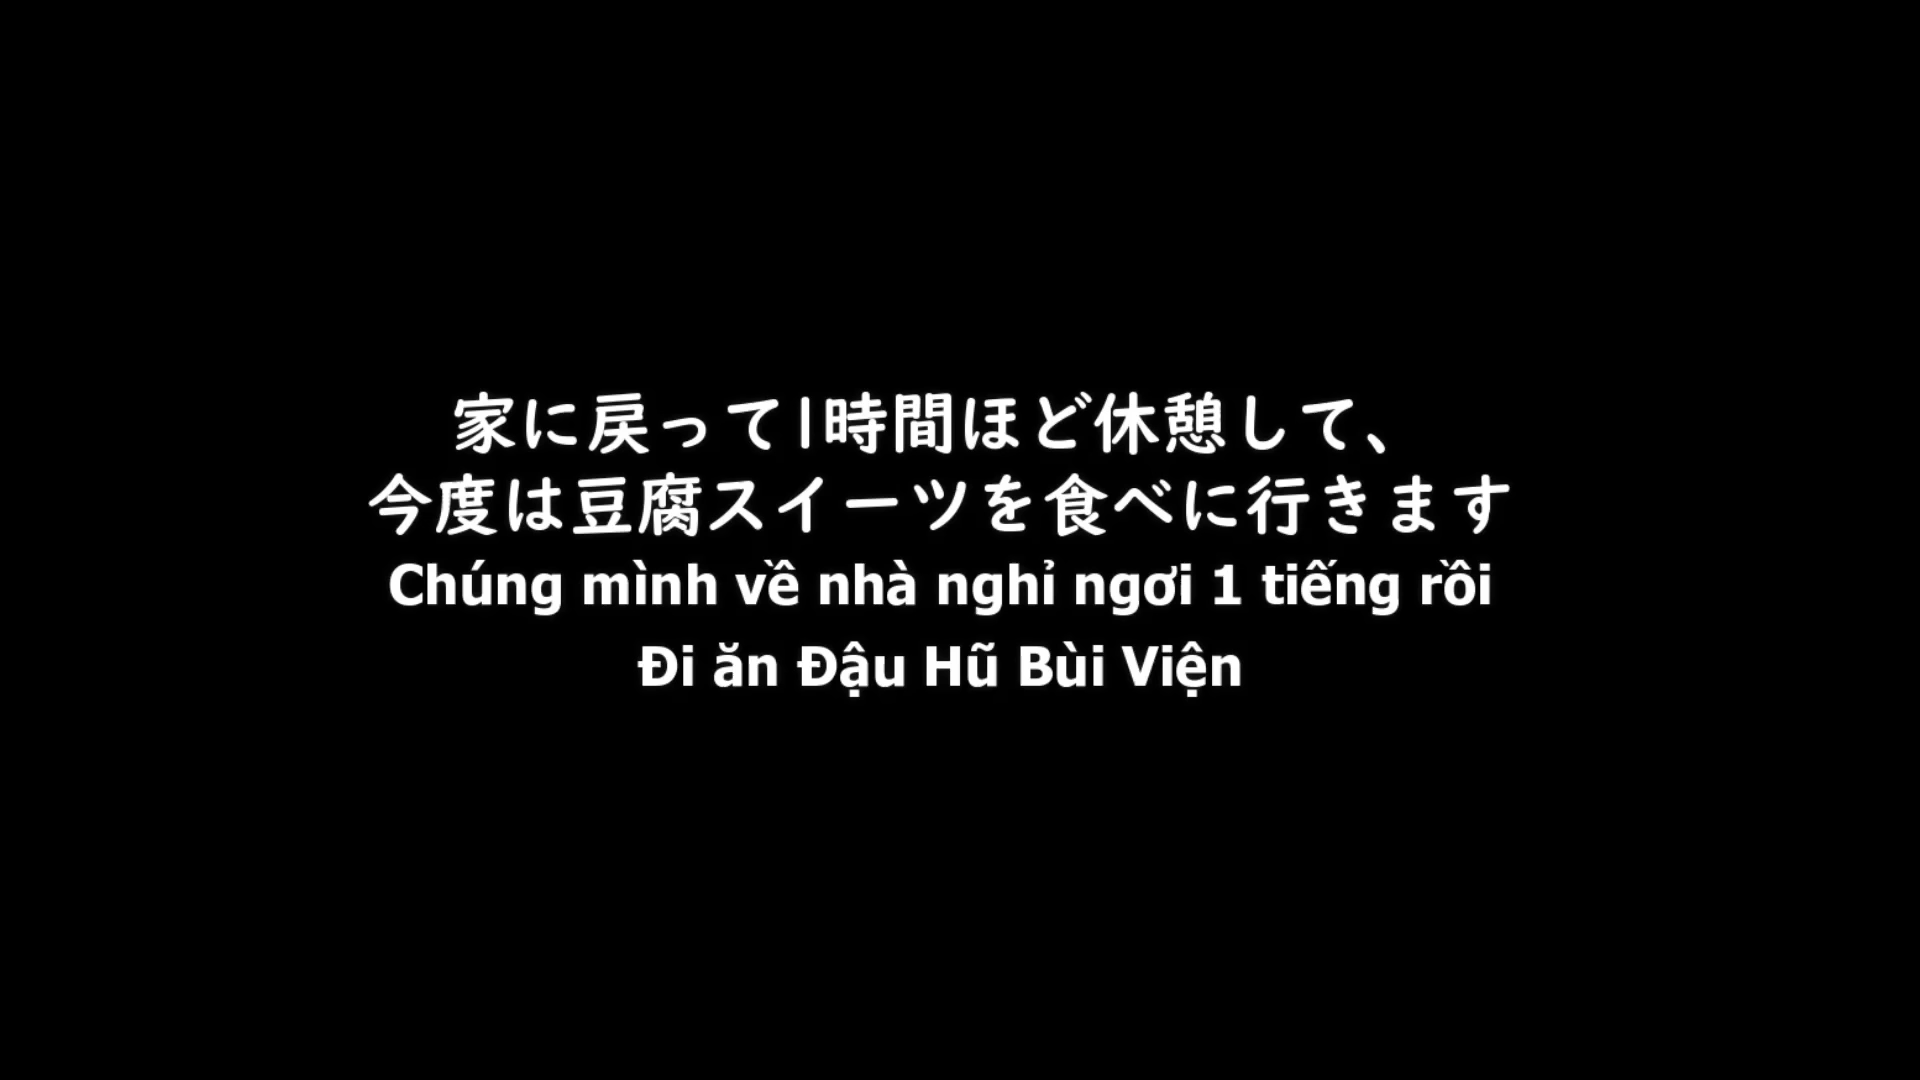 家に戻って1時間ほど休憩して、
今度は豆腐スイーツを食べに行きます
Chúng mình về nhà nghỉ ngơi 1 tiếng rồi
Đi ăn Đậu Hũ Bùi Viện